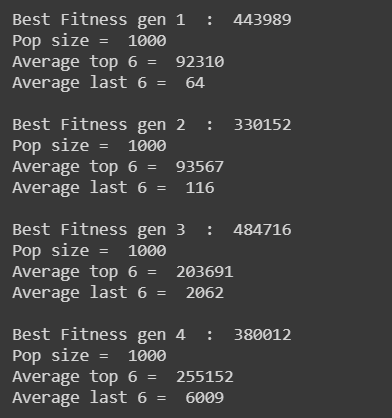 Best Fitness gen 1  :  443989
Pop size =  1000
Average top 6 =  92310
Average last 6 =  64

Best Fitness gen 2  :  330152
Pop size =  1000
Average top 6 =  93567
Average last 6 =  116

Best Fitness gen 3  :  484716
Pop size =  1000
Average top 6 =  203691
Average last 6 =  2062

Best Fitness gen 4  :  380012
Pop size =  1000
Average top 6 =  255152
Average last 6 =  6009